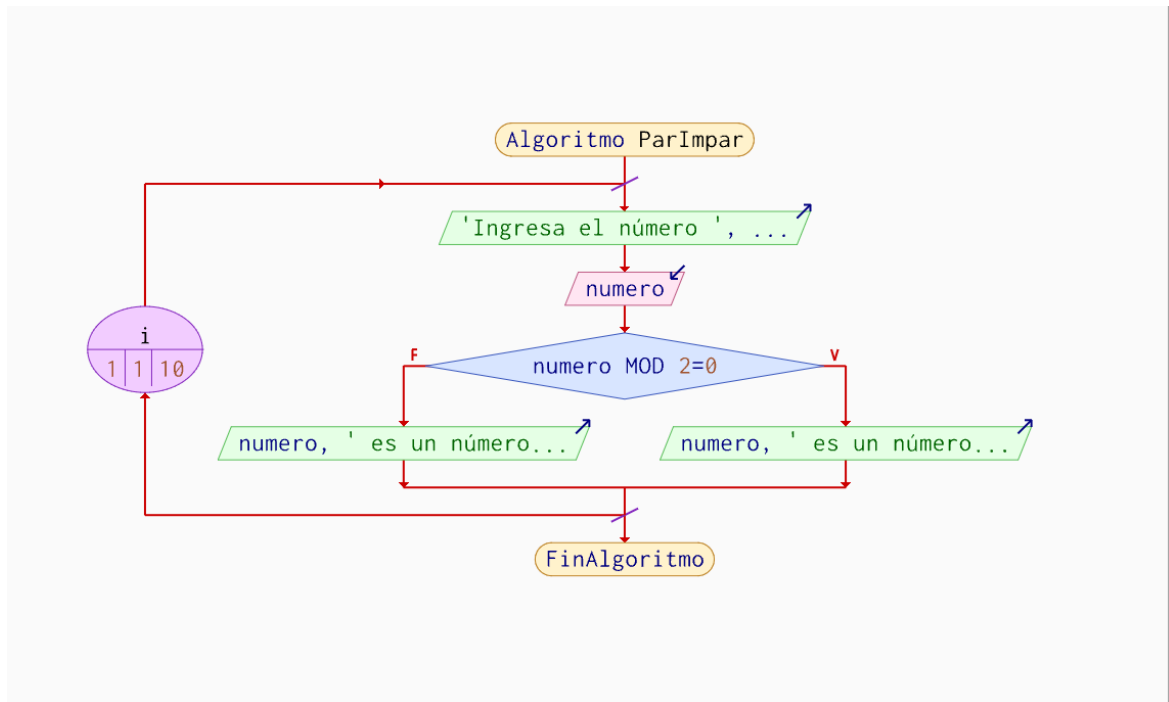 Algoritmo ParImpar
'Ingresa el número ', ...
numero
i
1 1 10
F
numero MOD 2=0
V
numero, ' es un número...
numero, ' es un número...
FinAlgoritmo